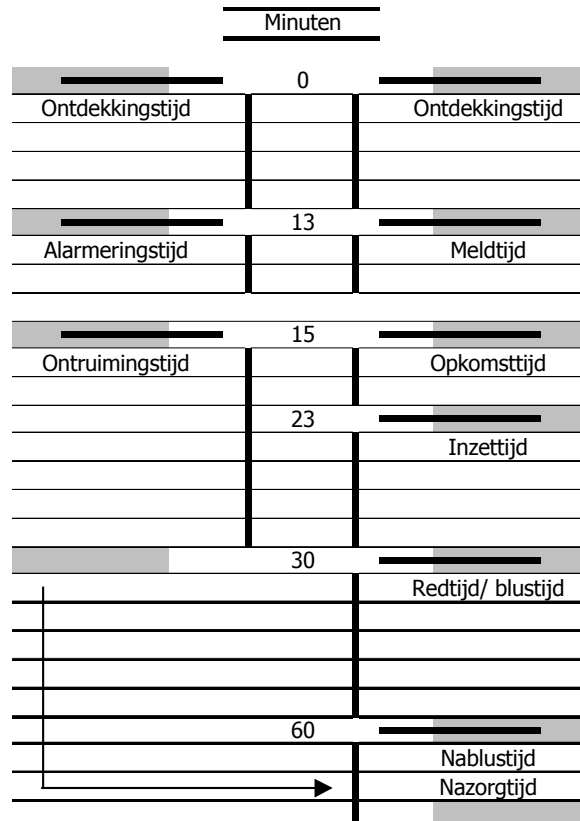 Minuten
0
Ontdekkingstijd Ontdekkingstijd
13
Alarmeringstijd Meldtijd
15
Ontruimingstijd Opkomsttijd
23
Inzettijd
30
Redtijd/ blustijd
60
Nablustijd
Nazorgtijd